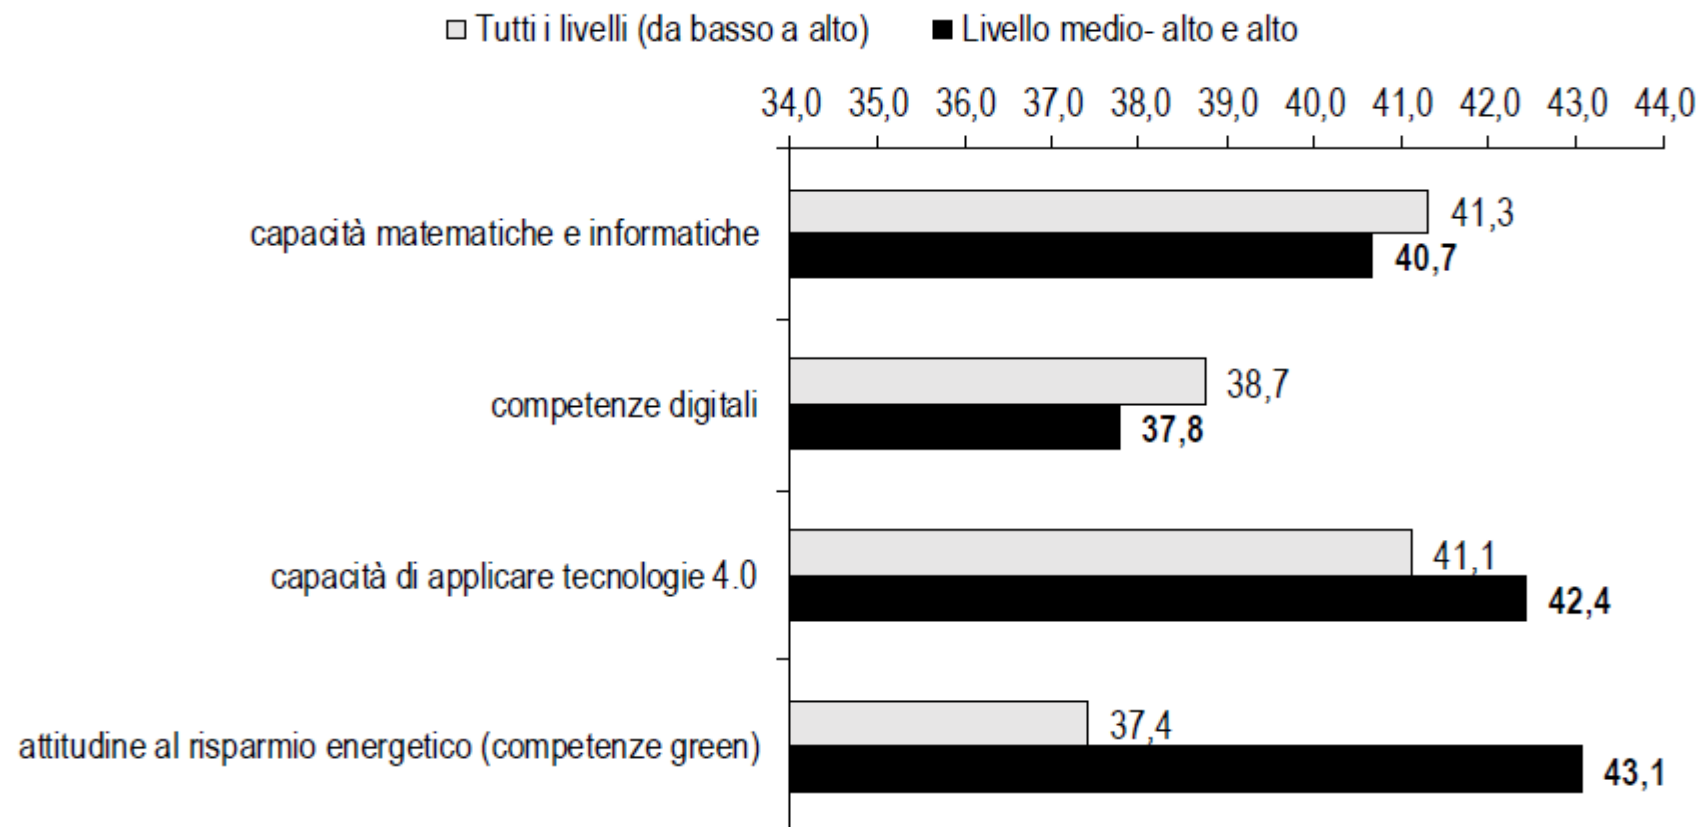 Tutti i livelli (da basso a alto) Livello medio- alto e alto
34,0 35,0 36,0 37,0 38,0 39,0 40,0 41,0 42,0 43,0 44,0
capacità matematiche e informatiche 41,3
40,7
competenze digitali 38,7
37,8
capacità di applicare tecnologie 4.0 41,1
42,4
attitudine al risparmio energetico (competenze green) 37,4
43,1